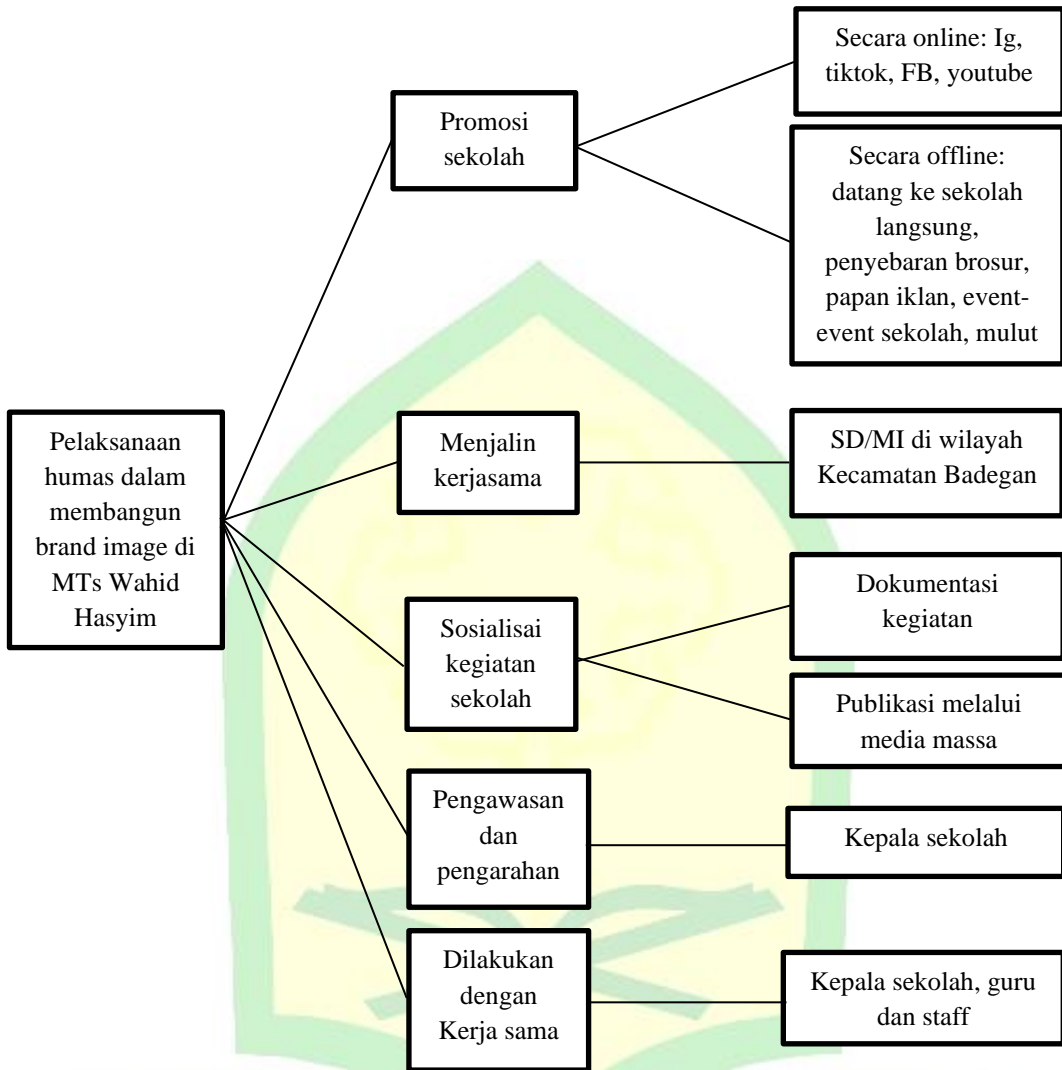 Pelaksanaan
humas dalam
membangun
brand image di
MTs Wahid
Hasyim
Promosi
sekolah
Secara online: Ig,
tiktok, FB, youtube
Secara offline:
datang ke sekolah
langsung,
penyebaran brosur,
papan iklan, event-
event sekolah, mulut
Menjalin
kerjasama
SD/MI di wilayah
Kecamatan Badegan
Sosialisai
kegiatan
sekolah
Dokumentasi
kegiatan
Publikasi melalui
media massa
Pengawasan
dan
pengarahan
Kepala sekolah
Dilakukan
dengan
Kerja sama
Kepala sekolah, guru
dan staff